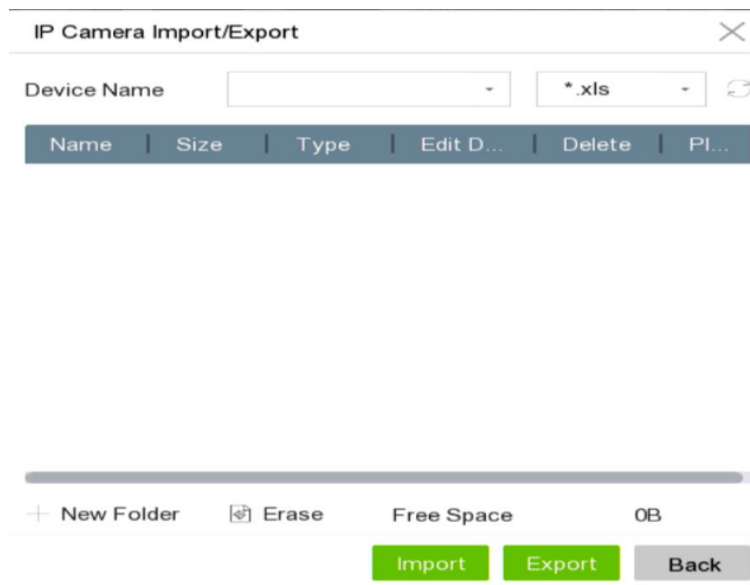 IP Camera Import/Export
Device Name *.xls
Name Size Type Edit D... Delete Pl...
New Folder Erase Free Space 0B
Import Export Back